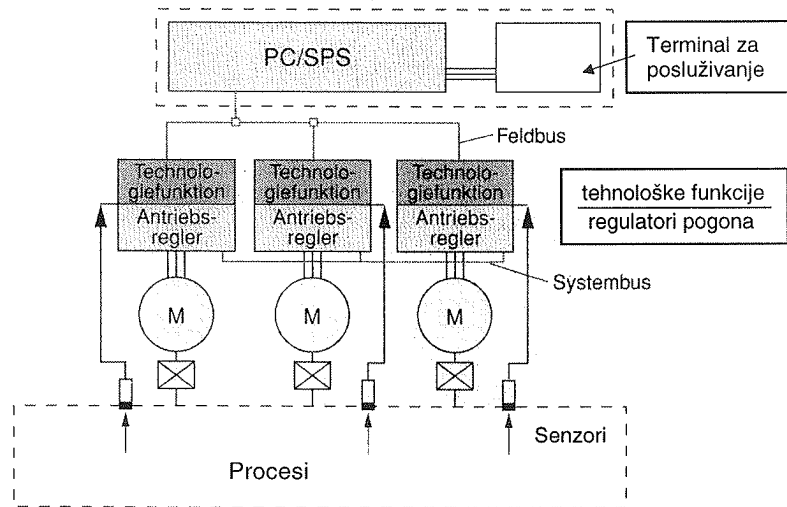 PC/SPS
Terminal za
posluživanje
Feldbus
Technolo-
giefunktion
Antriebs-
regler
Technolo-
giefunktion
Antriebs-
regler
Technolo-
giefunktion
Antriebs-
regler
tehnološke funkcije
regulatori pogona
Systembus
M
M
M
Senzori
Procesi